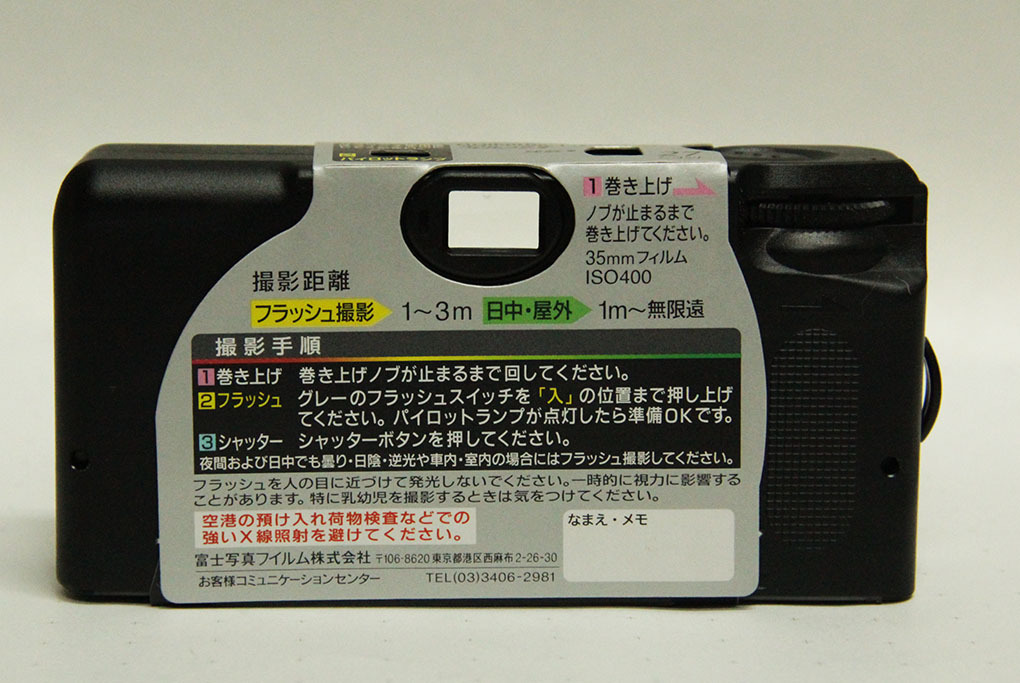 2
パイロットランプ
1 巻き上げ
ノブが止まるまで
巻き上げてください。
35mmフィルム
ISO400
撮影距離
フラッシュ撮影 1～3m 日中・屋外 1m～無限遠
撮影手順
1 巻き上げ 巻き上げノブが止まるまで回してください。
2 フラッシュ グレーのフラッシュスイッチを「入」の位置まで押し上げ
てください。パイロットランプが点灯したら準備OKです。
3 シャッター シャッターボタンを押してください。
夜間および日中でも曇り・日陰・逆光や車内・室内の場合にはフラッシュ撮影してください。
フラッシュを人の目に近づけて発光しないでください。一時的に視力に影響する
ことがあります。特に乳幼児を撮影するときは気をつけてください。
空港の預け入れ荷物検査などでの
強いX線照射を避けてください。
なまえ・メモ
富士写真フイルム株式会社 〒106-8620 東京都港区西麻布2-26-30
お客様コミュニケーションセンター TEL(03)3406-2981